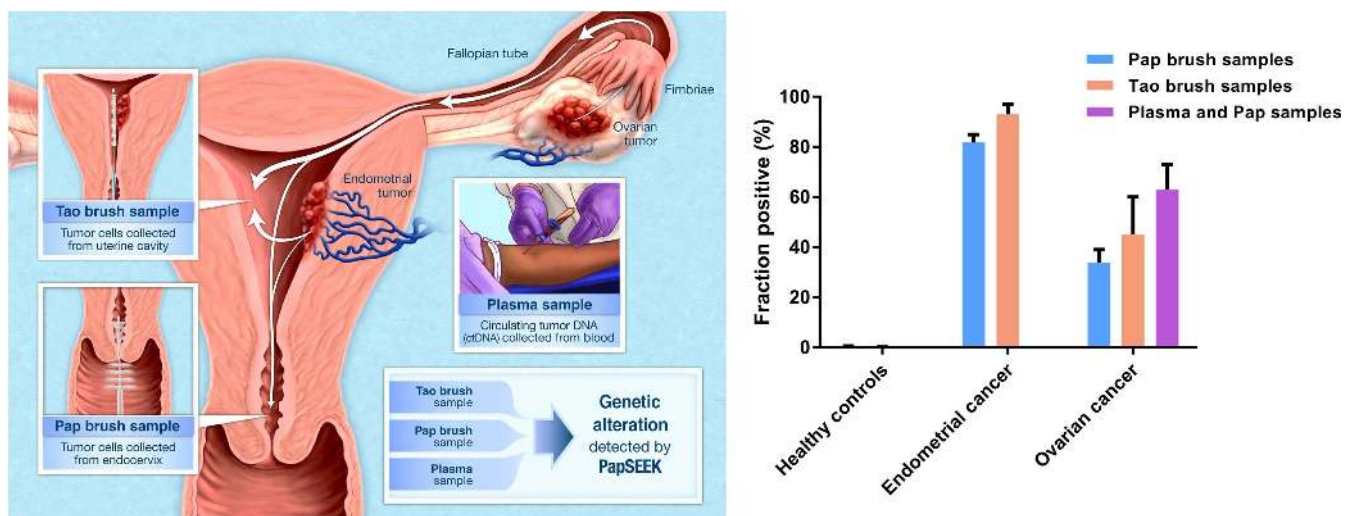 Fallopian tube
Fimbriae
Ovarian
tumor
Endometrial
tumor
Tao brush sample
Tumor cells collected
from uterine cavity
Plasma sample
Circulating tumor DNA
(ctDNA) collected from blood
Pap brush sample
Tumor cells collected
from endocervix
Tao brush
sample
Pap brush
sample
Plasma
sample
Genetic
alteration
detected by
PapSEEK
Pap brush samples
Tao brush samples
Plasma and Pap samples
Fraction positive (%)
100
80
60
40
20
0
Healthy controls
Endometrial cancer
Ovarian cancer